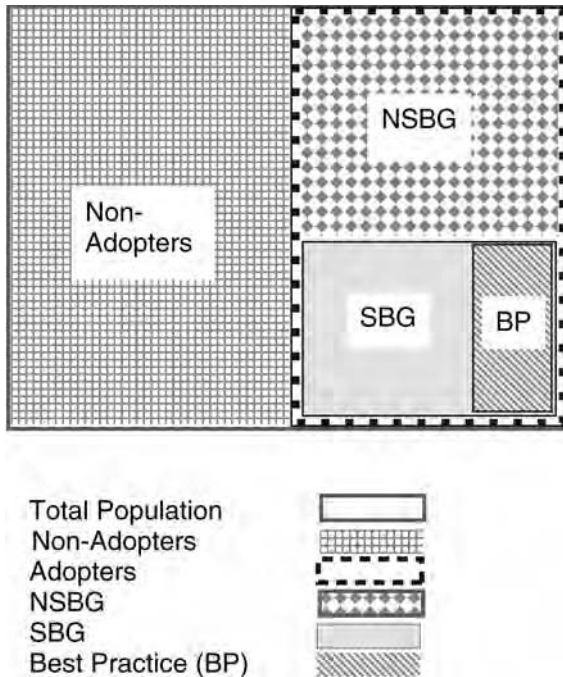 NSBG
Non-
Adopters
SBG
BP
Total Population
Non-Adopters
Adopters
NSBG
SBG
Best Practice (BP)